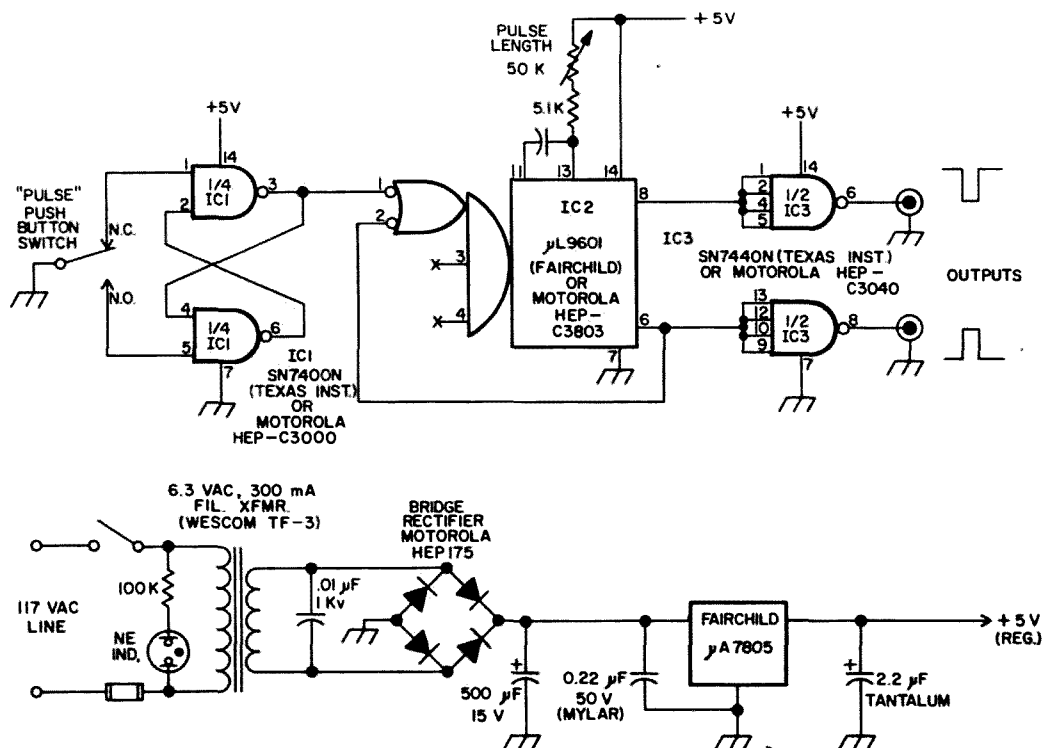 PULSE
LENGTH
50 K
+5V
5.1K
+5V
+5V
1
14
1/4
IC1
3
2
"PULSE"
PUSH
BUTTON
SWITCH
N.C.
N.O.
4
1/4
IC1
6
5
7
IC1
SN7400N
(TEXAS INST.)
OR
MOTOROLA
HEP-C3000
1
2
3
4
11
13
14
8
IC2
μL9601
(FAIRCHILD)
OR
MOTOROLA
HEP-
C3803
6
7
IC3
SN7440N (TEXAS INST.)
OR MOTOROLA HEP-
C3040
1
2
4
5
14
1/2
IC3
6
OUTPUTS
13
12
10
9
1/2
IC3
8
7
6.3 VAC, 300 mA
FIL. XFMR.
(WESCOM TF-3)
BRIDGE
RECTIFIER
MOTOROLA
HEP 175
100K
117 VAC
LINE
NE
IND.
.01 μF
1 Kv
+
500 μF
15 V
0.22 μF
50 V
(MYLAR)
FAIRCHILD
μA7805
+
2.2 μF
TANTALUM
+5V
(REG.)